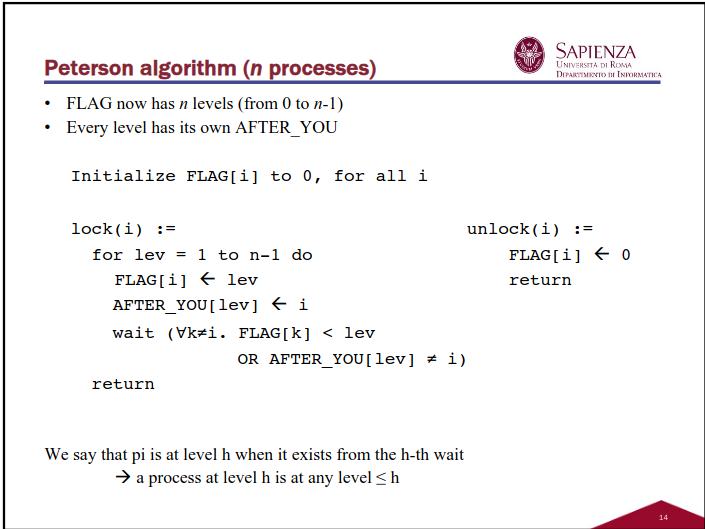 Peterson algorithm (n processes)
SAPIENZA
UNIVERSITÀ DI ROMA
DIPARTIMENTO DI INFORMATICA
• FLAG now has n levels (from 0 to n-1)
• Every level has its own AFTER_YOU
Initialize FLAG[i] to 0, for all i
lock(i) :=
for lev = 1 to n-1 do
FLAG[i] ← lev
AFTER_YOU[lev] ← i
wait (∀k≠i. FLAG[k] < lev
OR AFTER_YOU[lev] ≠ i)
return
unlock(i) :=
FLAG[i] ← 0
return
We say that pi is at level h when it exists from the h-th wait
→ a process at level h is at any level ≤ h
14